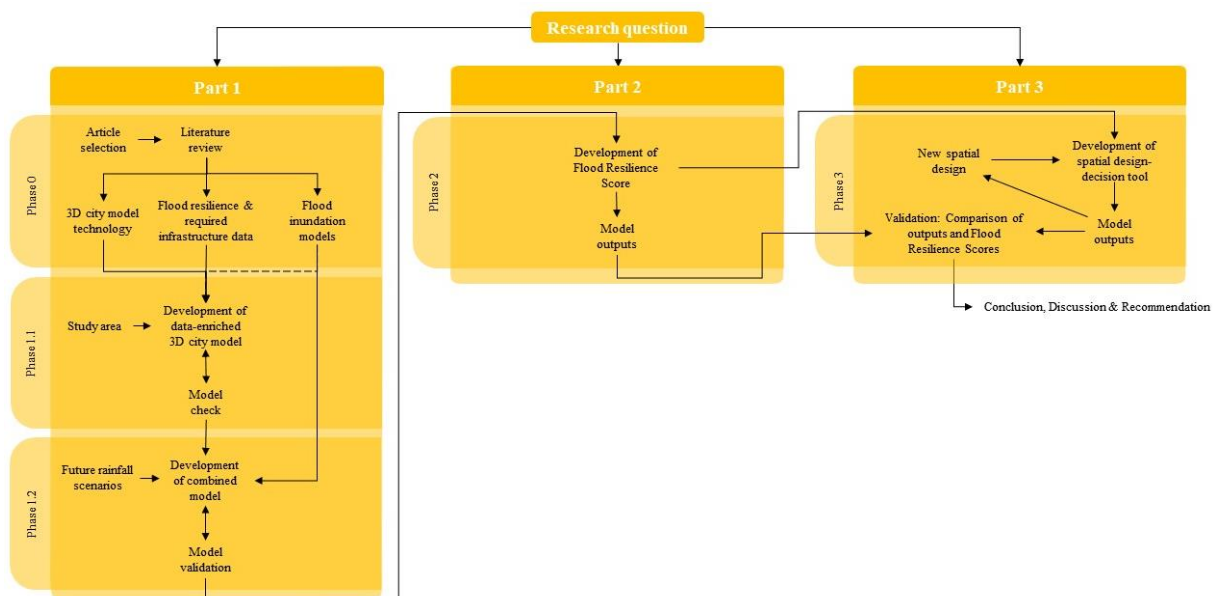 Research question
Part 1
Phase 0
Article
selection
Literature
review
3D city model
technology
Flood resilience &
required
infrastructure data
Flood
inundation
models
Phase 1.1
Study area
Development of
data-enriched
3D city model
Model
check
Phase 1.2
Future rainfall
scenarios
Development
of combined
model
Model
validation
Part 2
Phase 2
Development of
Flood Resilience
Score
Model
outputs
Part 3
Phase 3
New spatial
design
Development of
spatial design-
decision tool
Validation: Comparison of
outputs and Flood
Resilience Scores
Model
outputs
Conclusion, Discussion & Recommendation